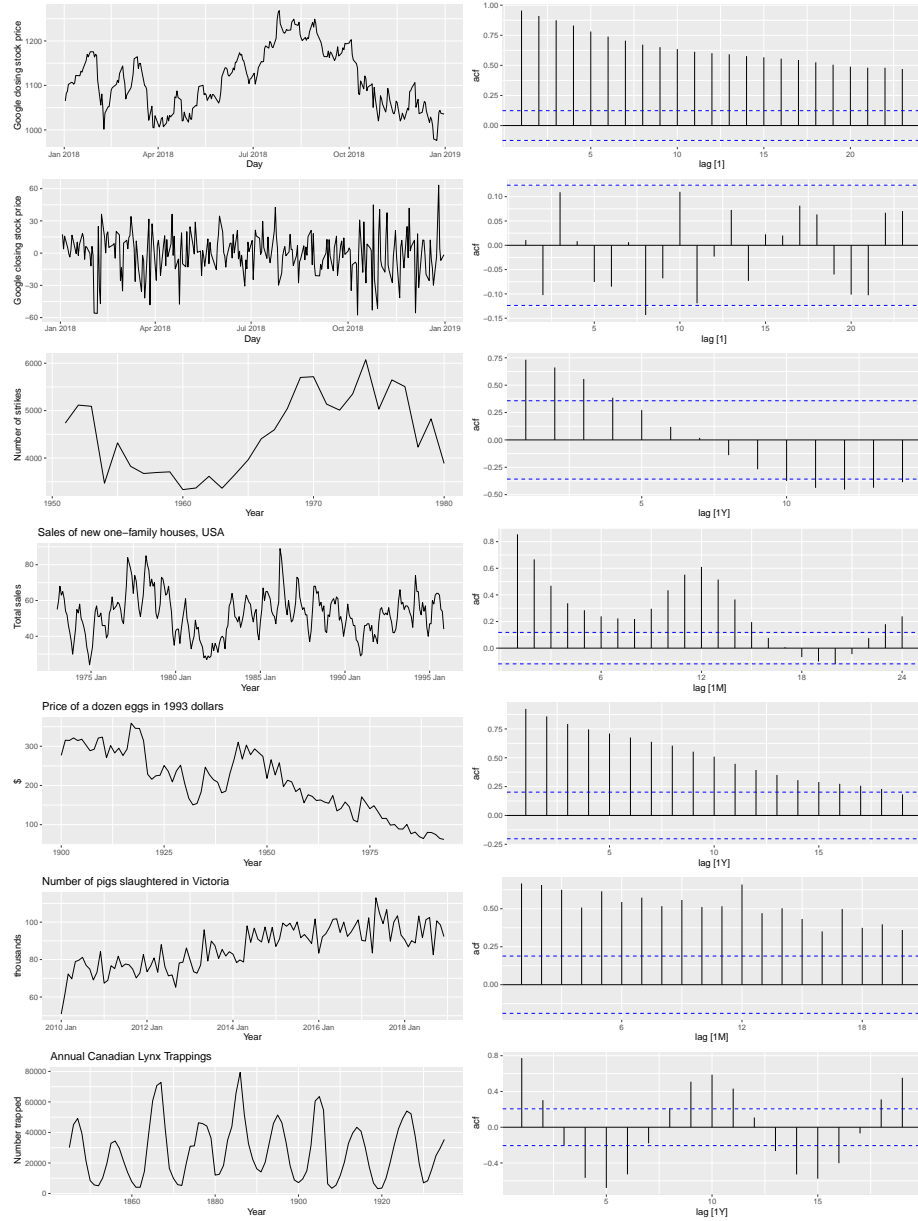 Google closing stock price
1200
1100
1000
Jan 2018 Apr 2018 Jul 2018 Oct 2018 Jan 2019
Day
acf
1.00
0.75
0.50
0.25
0.00
5 10 15 20
lag [1]
Google closing stock price
60
30
0
−30
−60
Jan 2018 Apr 2018 Jul 2018 Oct 2018 Jan 2019
Day
acf
0.10
0.05
0.00
−0.05
−0.10
−0.15
5 10 15 20
lag [1]
Number of strikes
6000
5000
4000
1950 1960 1970 1980
Year
acf
0.75
0.50
0.25
0.00
−0.25
−0.50
5 10
lag [1Y]
Sales of new one−family houses, USA
Total sales
80
60
40
1975 Jan 1980 Jan 1985 Jan 1990 Jan 1995 Jan
Year
acf
0.8
0.6
0.4
0.2
0.0
6 12 18 24
lag [1M]
Price of a dozen eggs in 1993 dollars
$
300
200
100
1900 1925 1950 1975
Year
acf
0.75
0.50
0.25
0.00
−0.25
5 10 15
lag [1Y]
Number of pigs slaughtered in Victoria
thousands
100
80
60
2010 Jan 2012 Jan 2014 Jan 2016 Jan 2018 Jan
Year
acf
0.50
0.25
0.00
6 12 18
lag [1M]
Annual Canadian Lynx Trappings
Number trapped
80000
60000
40000
20000
0
1860 1880 1900 1920
Year
acf
0.8
0.4
0.0
−0.4
5 10 15
lag [1Y]